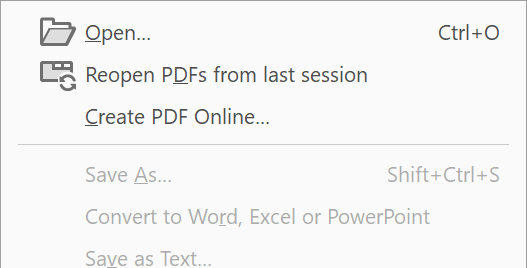 Open... Ctrl+O
Reopen PDFs from last session
Create PDF Online...
Save As... Shift+Ctrl+S
Convert to Word, Excel or PowerPoint
Save as Text...